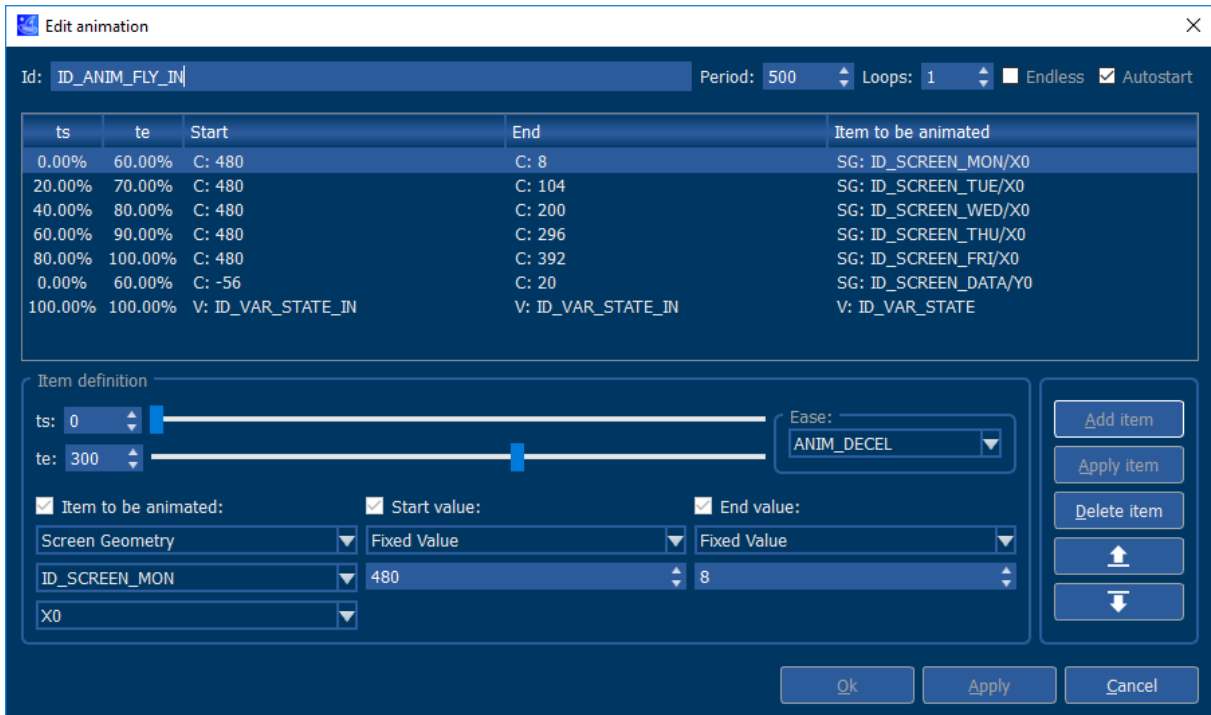 Edit animation
Id: ID_ANIM_FLY_IN Period: 500 Loops: 1 Endless Autostart
ts te Start End Item to be animated
0.00% 60.00% C: 480 C: 8 SG: ID_SCREEN_MON/X0
20.00% 70.00% C: 480 C: 104 SG: ID_SCREEN_TUE/X0
40.00% 80.00% C: 480 C: 200 SG: ID_SCREEN_WED/X0
60.00% 90.00% C: 480 C: 296 SG: ID_SCREEN_THU/X0
80.00% 100.00% C: 480 C: 392 SG: ID_SCREEN_FRI/X0
0.00% 60.00% C: -56 C: 20 SG: ID_SCREEN_DATA/Y0
100.00% 100.00% V: ID_VAR_STATE_IN V: ID_VAR_STATE_IN V: ID_VAR_STATE
Item definition
ts: 0
te: 300
Ease:
ANIM_DECEL
Item to be animated: Start value: End value:
Screen Geometry Fixed Value Fixed Value
ID_SCREEN_MON 480 8
X0
Add item
Apply item
Delete item
Ok Apply Cancel